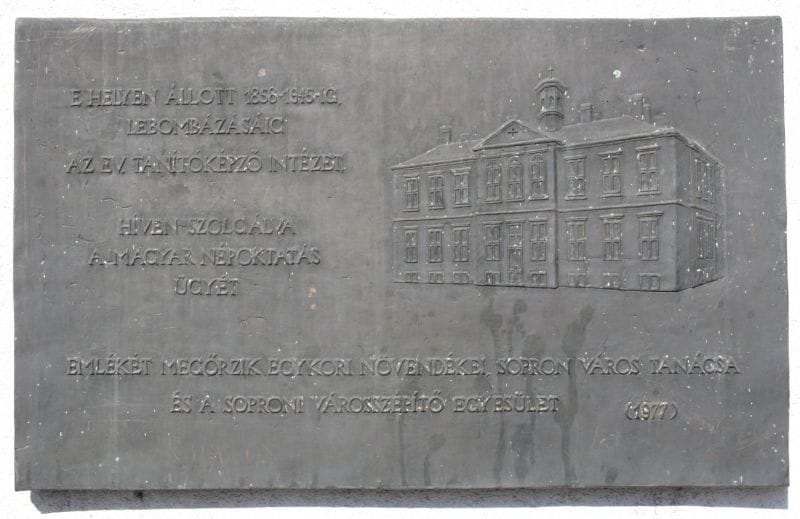 E HELYEN ÁLLOTT 1858-1945-IG,
LEBOMBÁZÁSÁIG
AZ EV. TANÍTÓKÉPZŐ INTÉZET.
HÍVEN SZOLGÁLVA
A MAGYAR NÉPOKTATÁS
ÜGYÉT
EMLÉKÉT MEGŐRZIK EGYKORI NÖVENDÉKEI, SOPRON VÁROS TANÁCSA
ÉS A SOPRONI VÁROSSZÉPÍTŐ EGYESÜLET (1977)